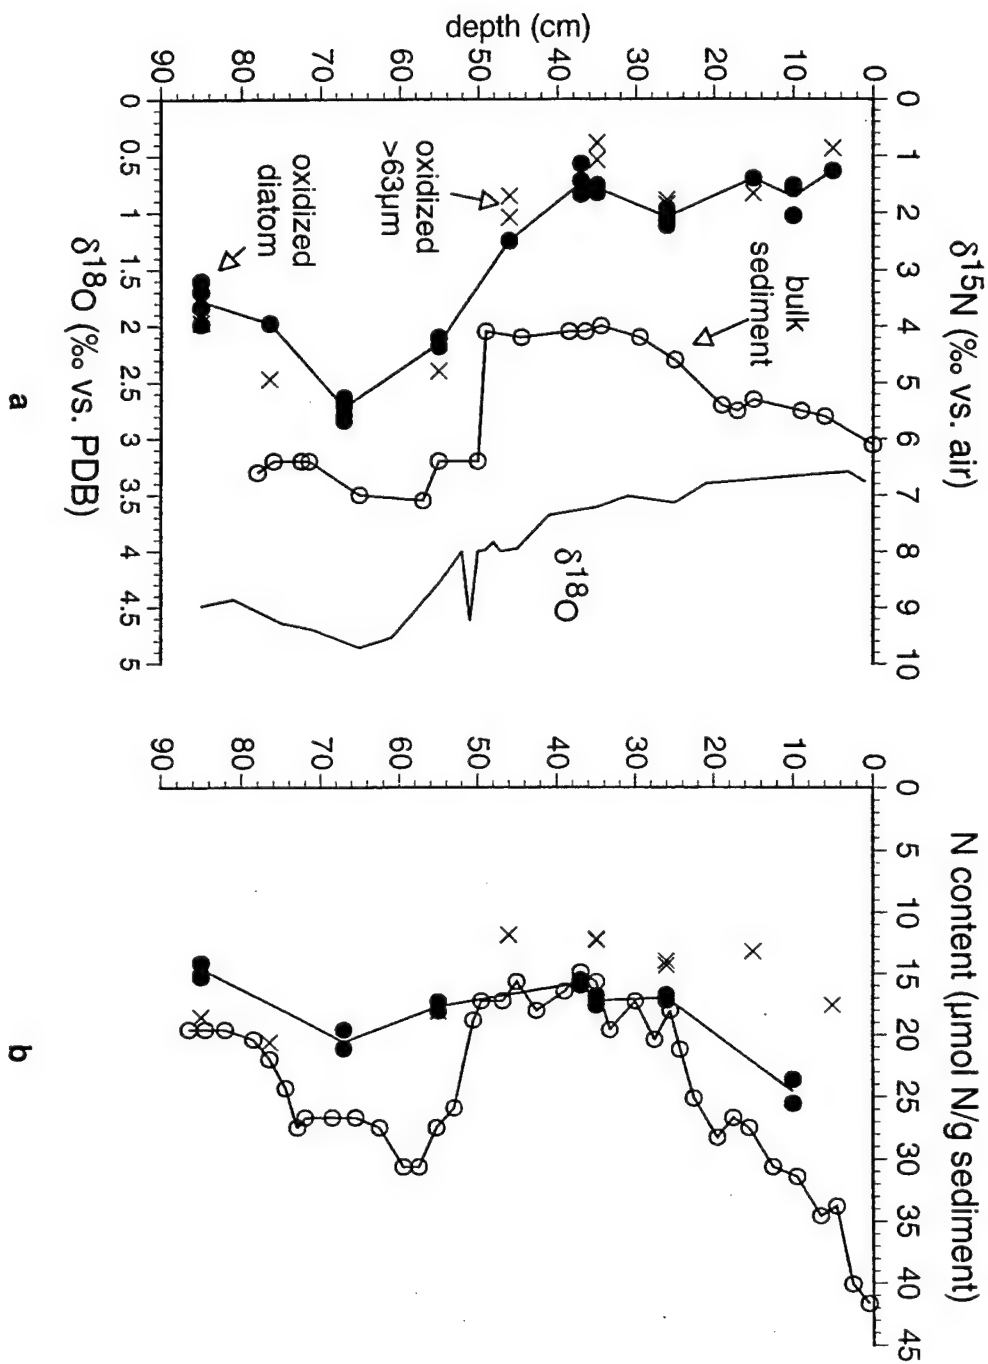 δ¹⁵N (‰ vs. air)
0 1 2 3 4 5 6 7 8 9 10
depth (cm)
0
10
20
30
40
50
60
70
80
90
bulk
sediment
oxidized
>63µm
oxidized
diatom
δ¹⁸O
0 0.5 1 1.5 2 2.5 3 3.5 4 4.5 5
δ¹⁸O (‰ vs. PDB)
a
N content (µmol N/g sediment)
0 5 10 15 20 25 30 35 40 45
0
10
20
30
40
50
60
70
80
90
b